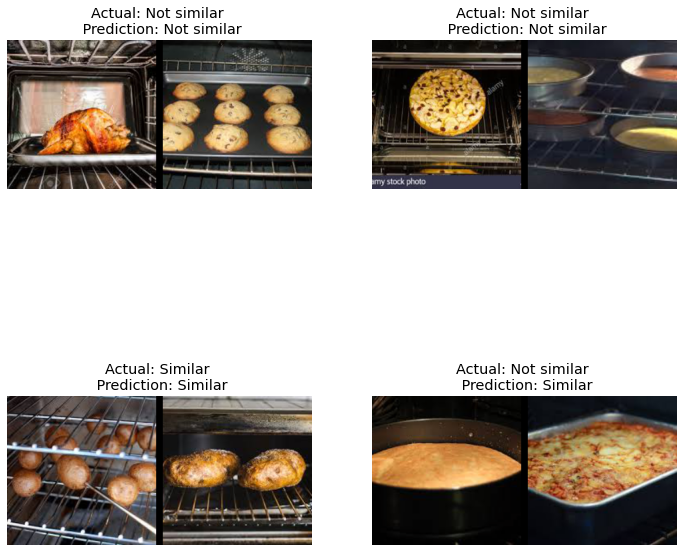 Actual: Not similar
Prediction: Not similar
Actual: Not similar
Prediction: Not similar
alamy
amy stock photo
Actual: Similar
Prediction: Similar
Actual: Not similar
Prediction: Similar